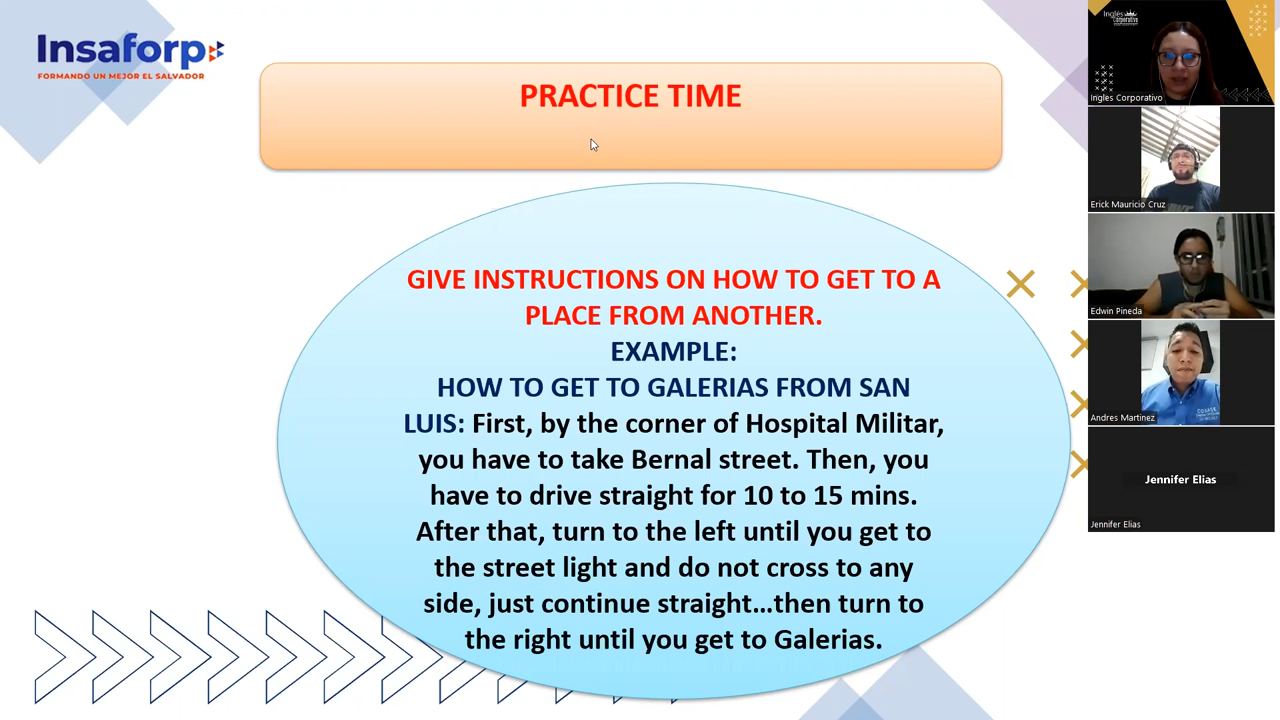 Insaforp
FORMANDO UN MEJOR EL SALVADOR
PRACTICE TIME
GIVE INSTRUCTIONS ON HOW TO GET TO A
PLACE FROM ANOTHER.
EXAMPLE:
HOW TO GET TO GALERIAS FROM SAN
LUIS: First, by the corner of Hospital Militar,
you have to take Bernal street. Then, you
have to drive straight for 10 to 15 mins.
After that, turn to the left until you get to
the street light and do not cross to any
side, just continue straight...then turn to
the right until you get to Galerias.
Inglés
Corporativo
Ingles Corporativo
Erick Mauricio Cruz
Edwin Pineda
Andres Martinez
Jennifer Elias
Jennifer Elias